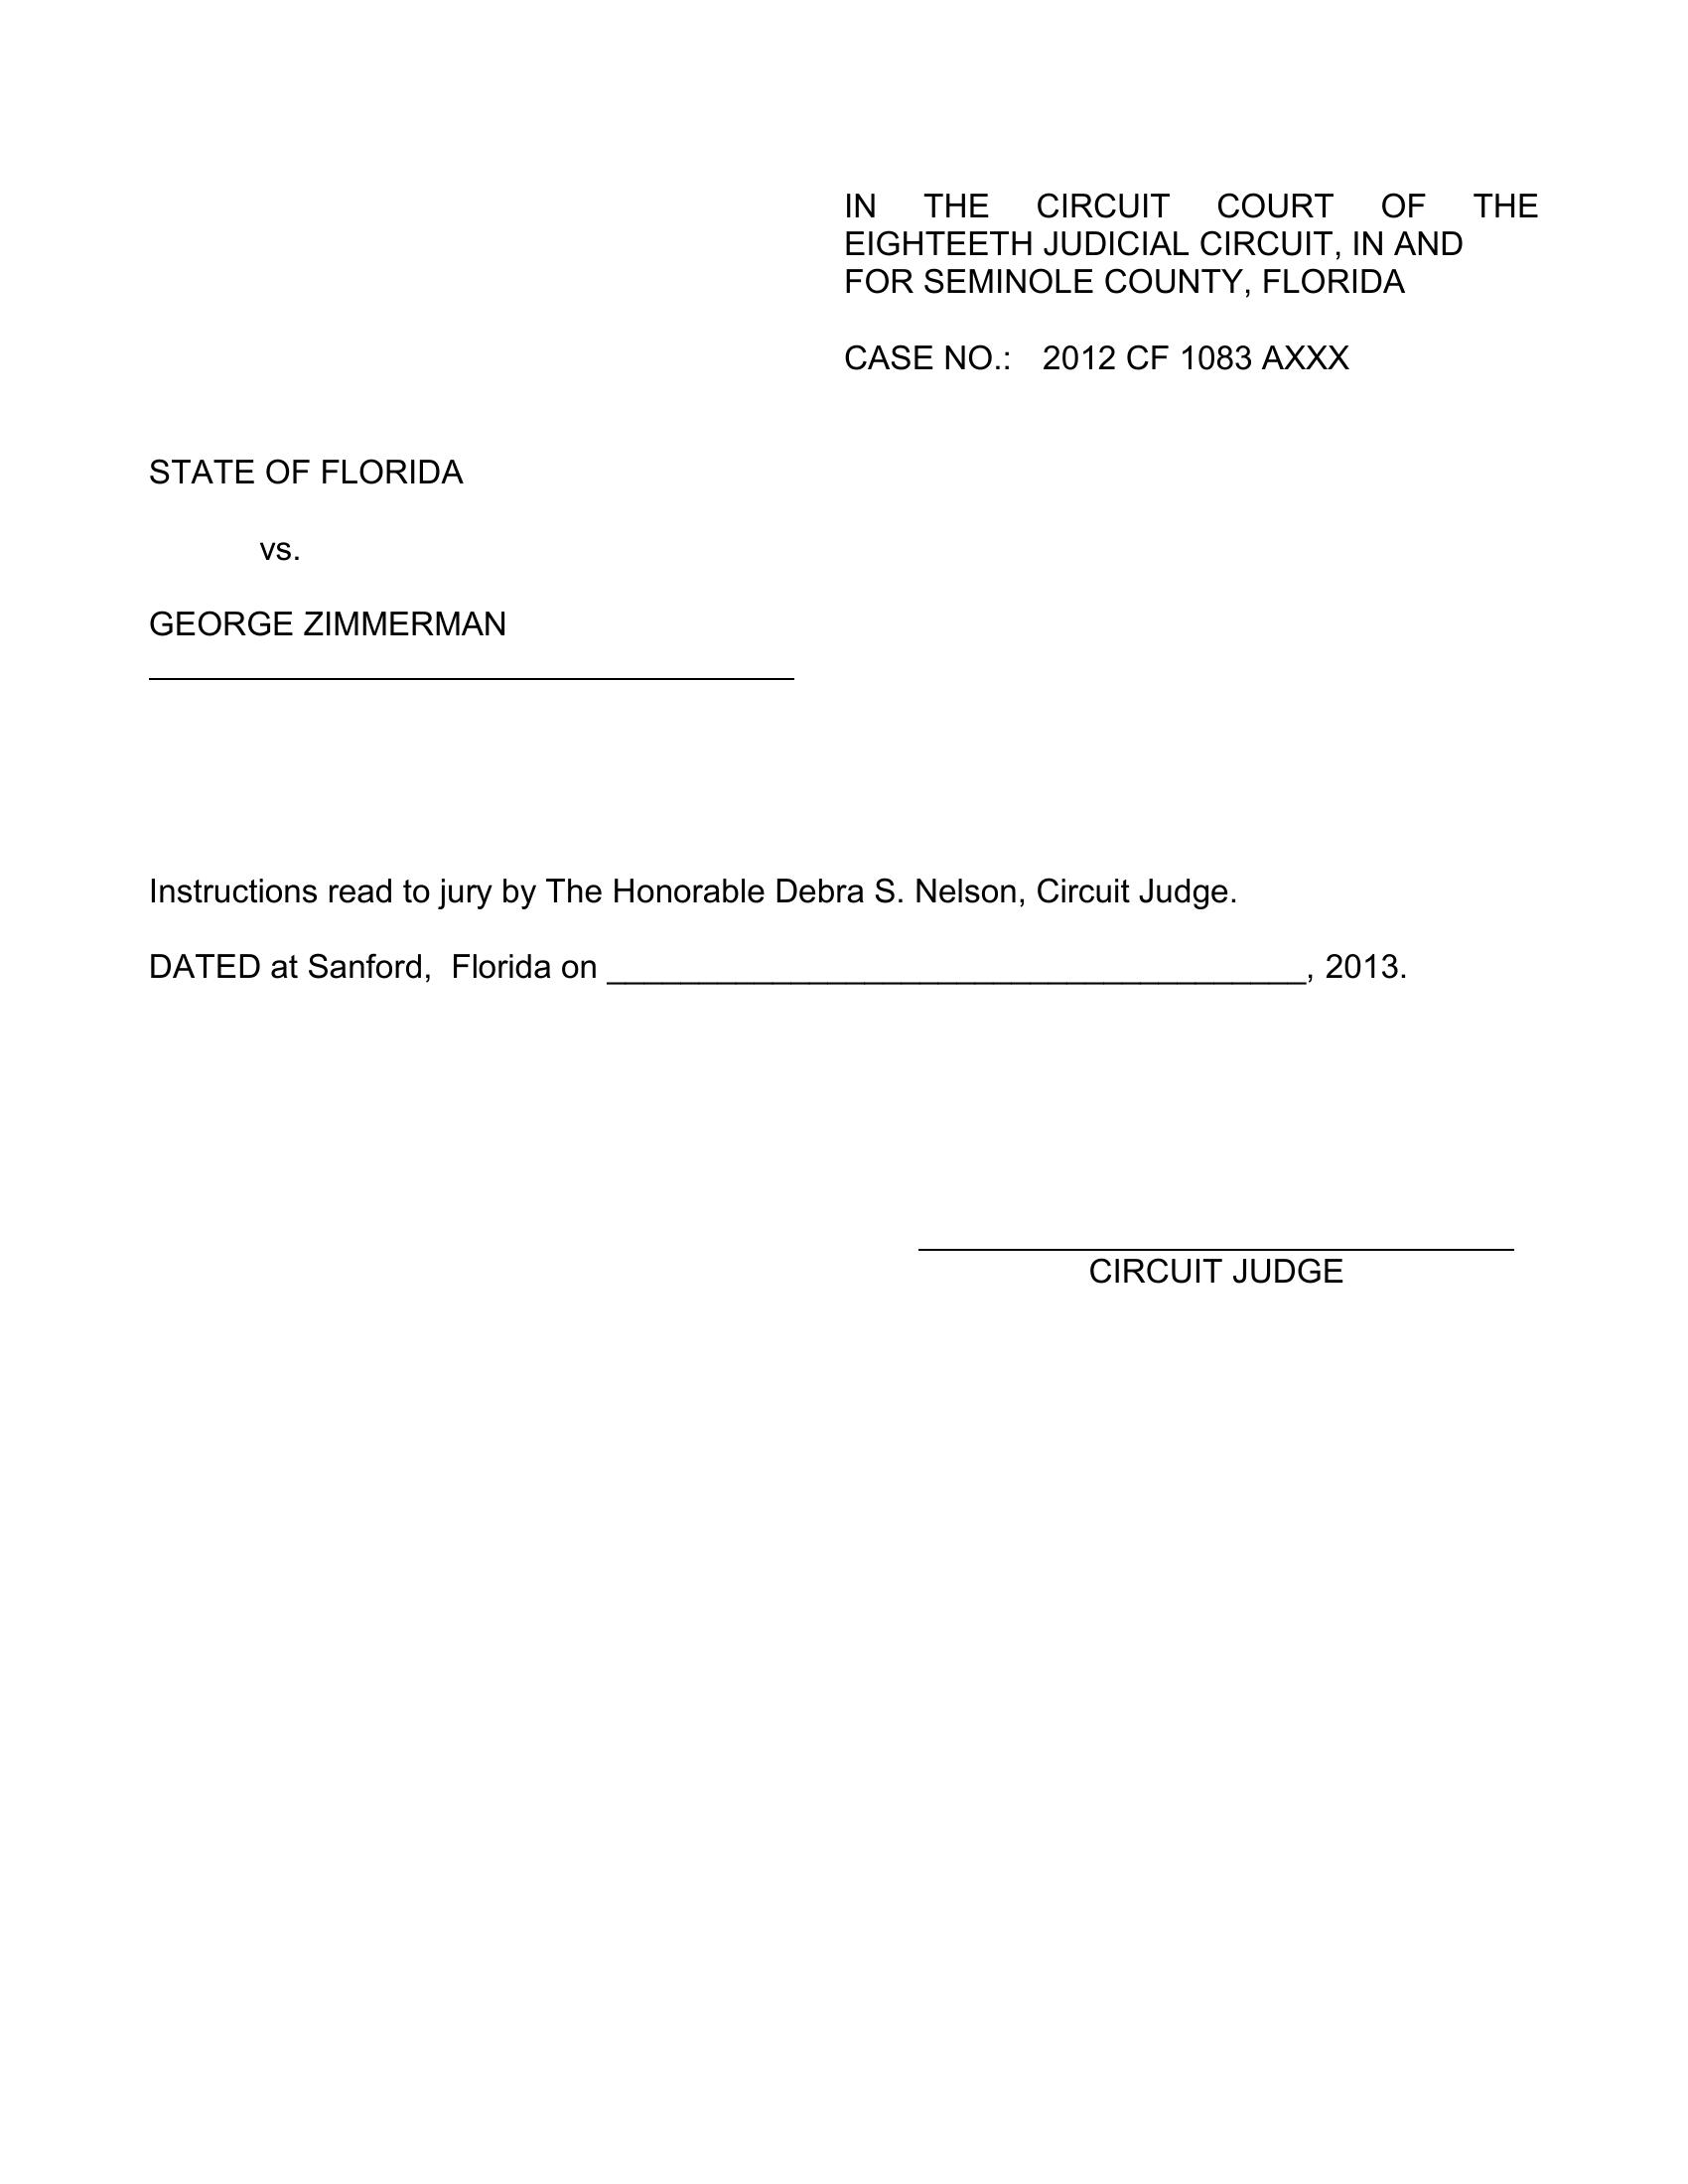 IN THE CIRCUIT COURT OF THE
EIGHTEETH JUDICIAL CIRCUIT, IN AND
FOR SEMINOLE COUNTY, FLORIDA
CASE NO.: 2012 CF 1083 AXXX
STATE OF FLORIDA
vs.
GEORGE ZIMMERMAN
Instructions read to jury by The Honorable Debra S. Nelson, Circuit Judge.
DATED at Sanford, Florida on ______________________________________, 2013.
CIRCUIT JUDGE